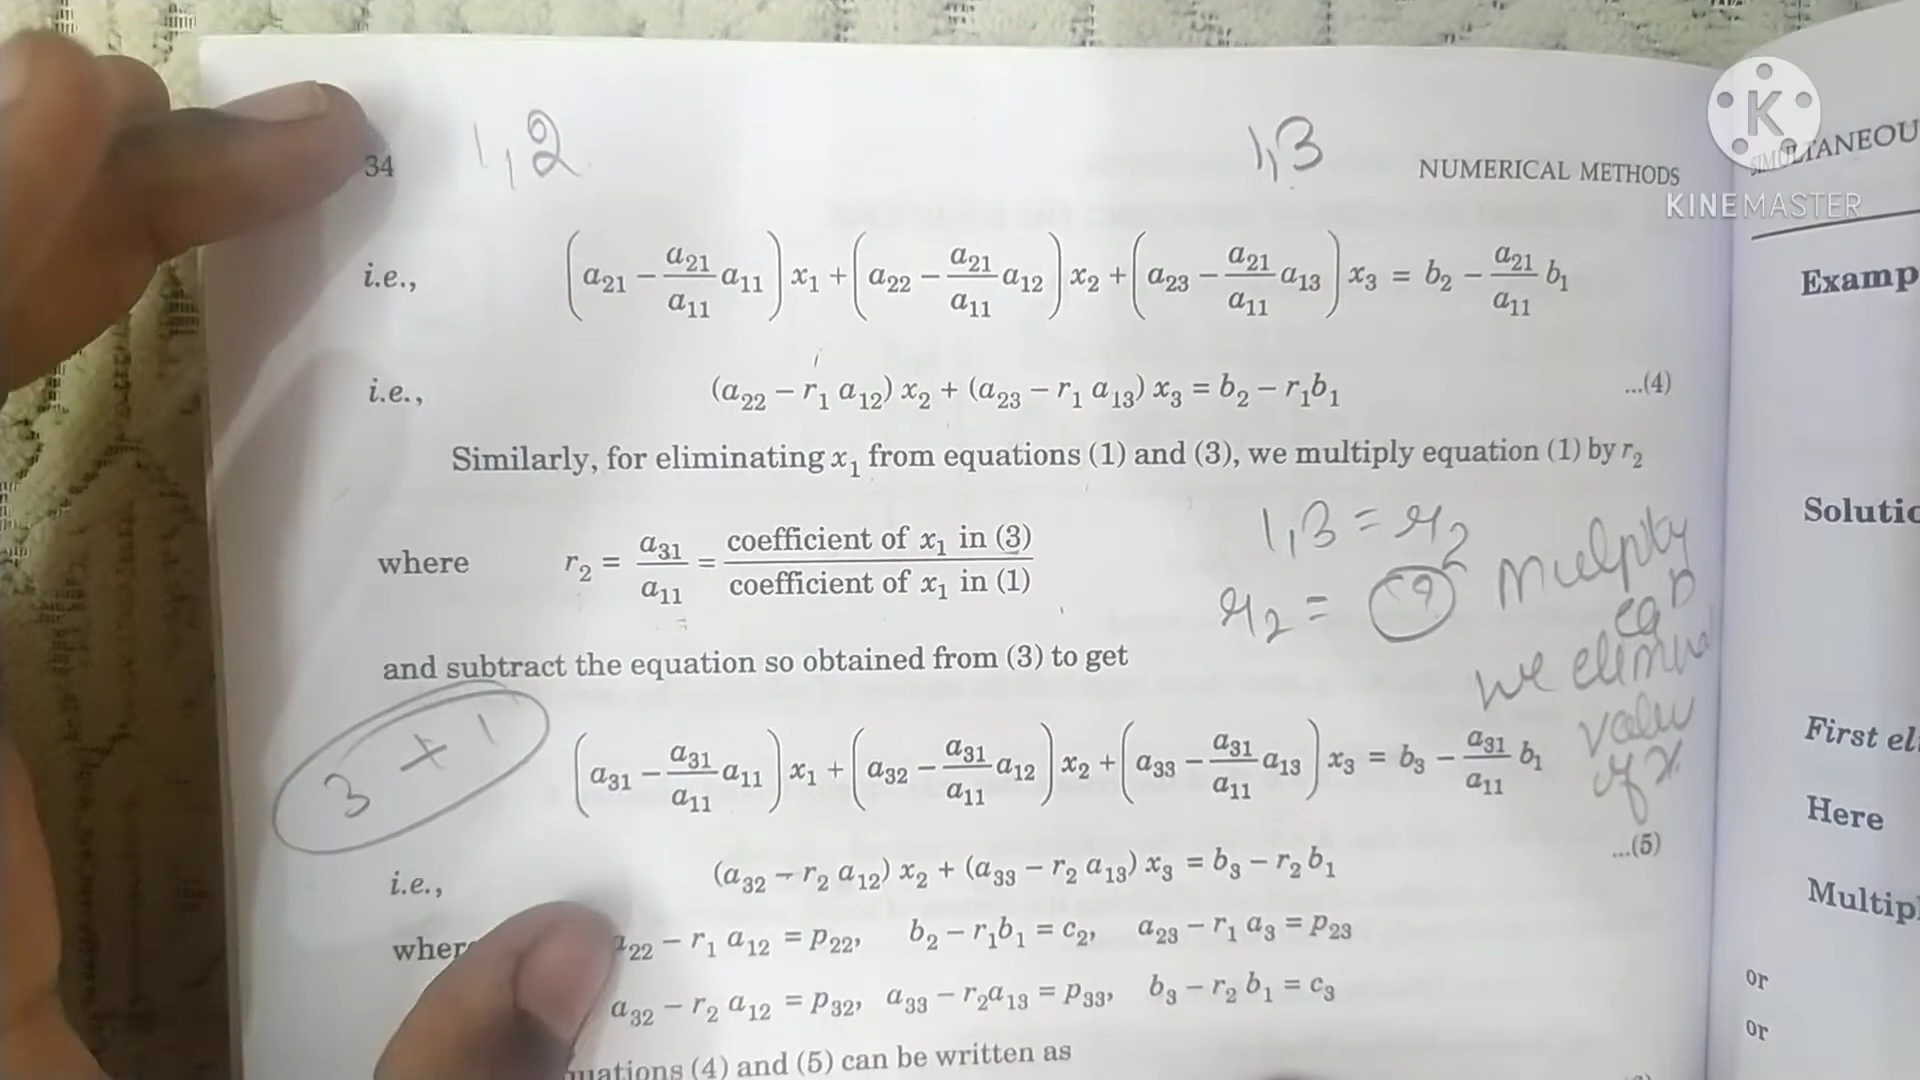 34 1,2 1,3 NUMERICAL METHODS
K
KINEMASTER
SIMULTANEOU
i.e., (a21 − a21/a11 a11) x1 + (a22 − a21/a11 a12) x2 + (a23 − a21/a11 a13) x3 = b2 − a21/a11 b1
i.e., (a22 − r1 a12) x2 + (a23 − r1 a13) x3 = b2 − r1b1 ...(4)
Similarly, for eliminating x1 from equations (1) and (3), we multiply equation (1) by r2
1,3 = r2
where r2 = a31/a11 = coefficient of x1 in (3)/coefficient of x1 in (1)
r2 =
and subtract the equation so obtained from (3) to get
we
value
of x
3 + 1
(a31 − a31/a11 a11) x1 + (a32 − a31/a11 a12) x2 + (a33 − a31/a11 a13) x3 = b3 − a31/a11 b1
...(5)
i.e., (a32 − r2 a12) x2 + (a33 − r2 a13) x3 = b3 − r2 b1
wher 22 − r1 a12 = p22, b2 − r1b1 = c2, a23 − r1 a3 = p23
a32 − r2 a12 = p32, a33 − r2a13 = p33, b3 − r2 b1 = c3
uations (4) and (5) can be written as
Examp
Solutio
First el
Here
Multipl
or
or